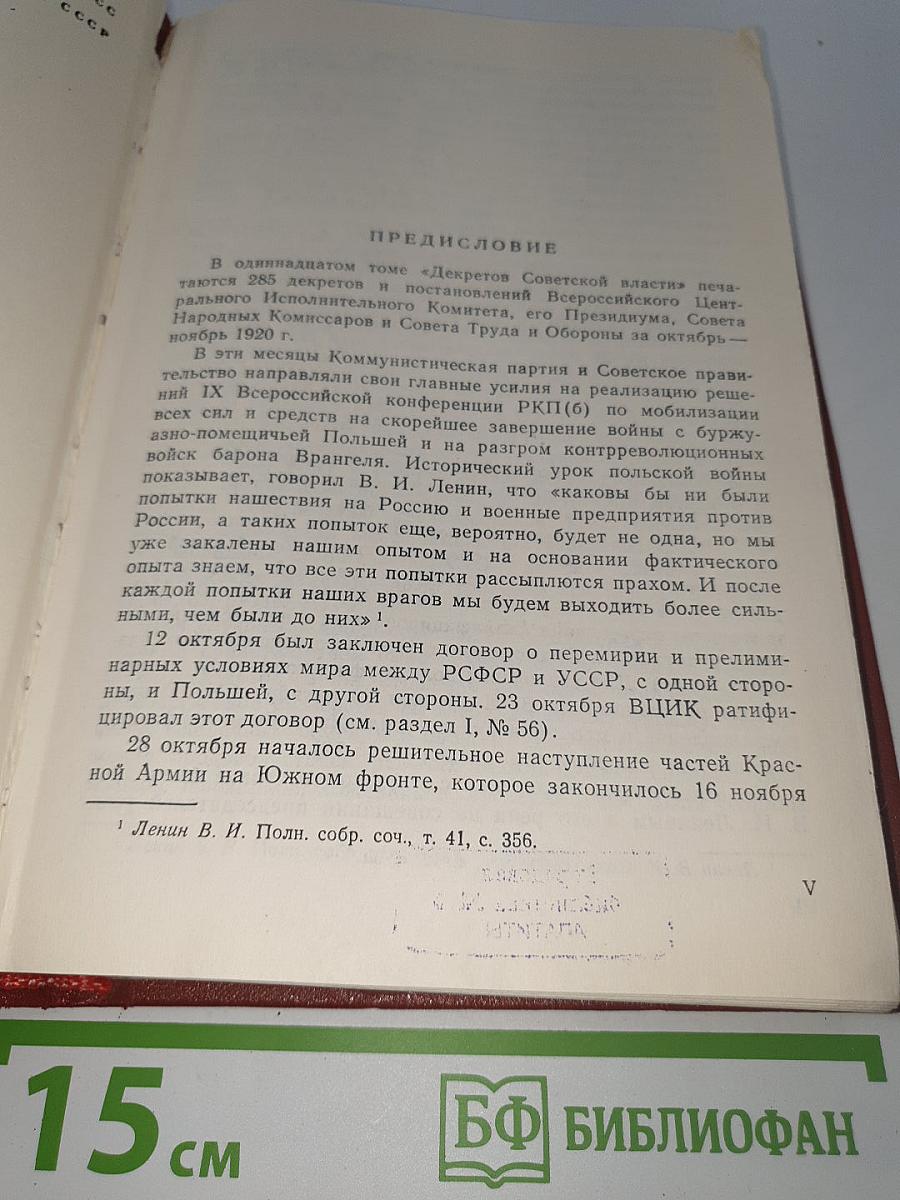 СС
СССР
ПРЕДИСЛОВИЕ
В одиннадцатом томе «Декретов Советской власти» печа-
таются 285 декретов и постановлений Всероссийского Цент-
рального Исполнительного Комитета, его Президиума, Совета
Народных Комиссаров и Совета Труда и Обороны за октябрь —
ноябрь 1920 г.
В эти месяцы Коммунистическая партия и Советское прави-
тельство направляли свои главные усилия на реализацию реше-
ний IX Всероссийской конференции РКП(б) по мобилизации
всех сил и средств на скорейшее завершение войны с буржу-
азно-помещичьей Польшей и на разгром контрреволюционных
войск барона Врангеля. Исторический урок польской войны
показывает, говорил В. И. Ленин, что «каковы бы ни были
попытки нашествия на Россию и военные предприятия против
России, а таких попыток еще, вероятно, будет не одна, но мы
уже закалены нашим опытом и на основании фактического
опыта знаем, что все эти попытки рассыплются прахом. И после
каждой попытки наших врагов мы будем выходить более силь-
ными, чем были до них» ¹.
12 октября был заключен договор о перемирии и прелими-
нарных условиях мира между РСФСР и УССР, с одной сторо-
ны, и Польшей, с другой стороны. 23 октября ВЦИК ратифи-
цировал этот договор (см. раздел I, № 56).
28 октября началось решительное наступление частей Крас-
ной Армии на Южном фронте, которое закончилось 16 ноября
¹ Ленин В. И. Полн. собр. соч., т. 41, с. 356.
V
15 см
БФ БИБЛИОФАН